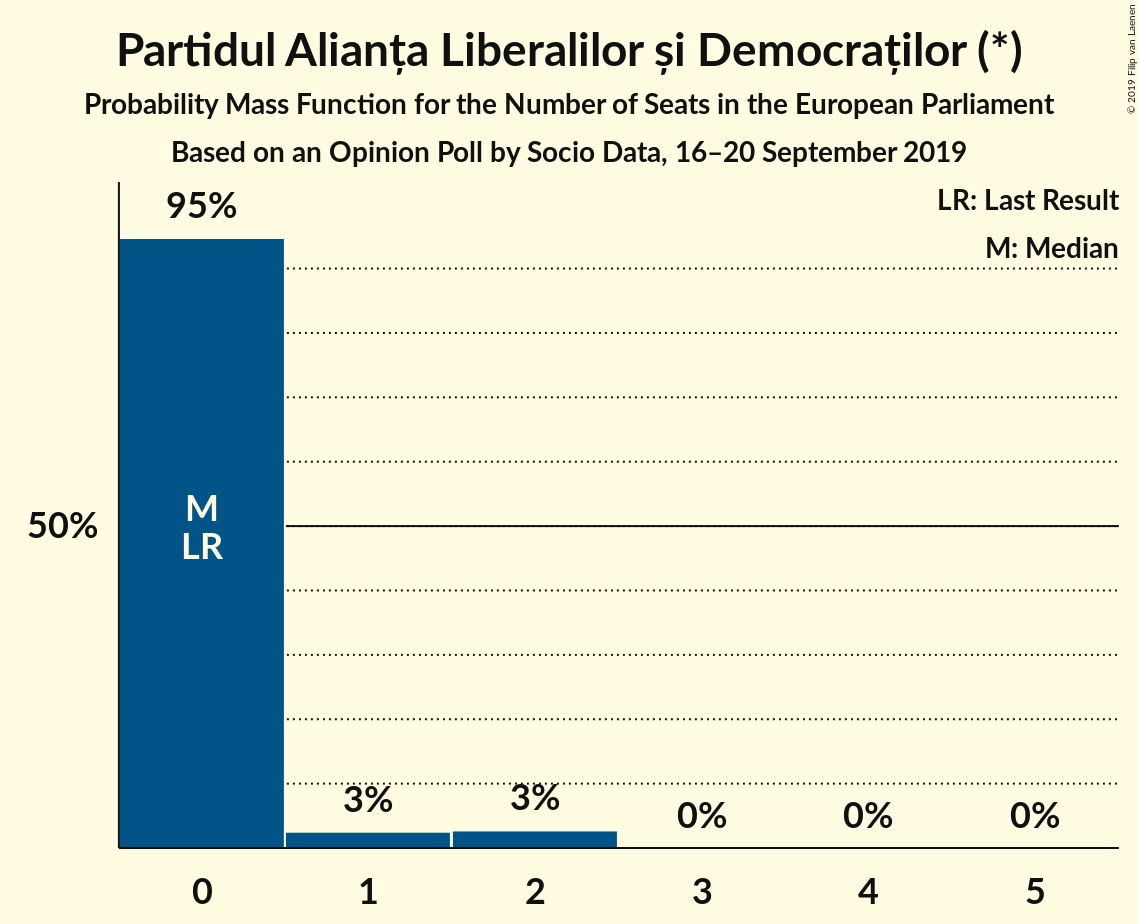 Partidul Alianța Liberalilor și Democraților (*)
Probability Mass Function for the Number of Seats in the European Parliament
Based on an Opinion Poll by Socio Data, 16–20 September 2019
© 2019 Filip van Laenen
LR: Last Result
M: Median
95%
M
LR
50%
3%
3%
0%
0%
0%
0
1
2
3
4
5